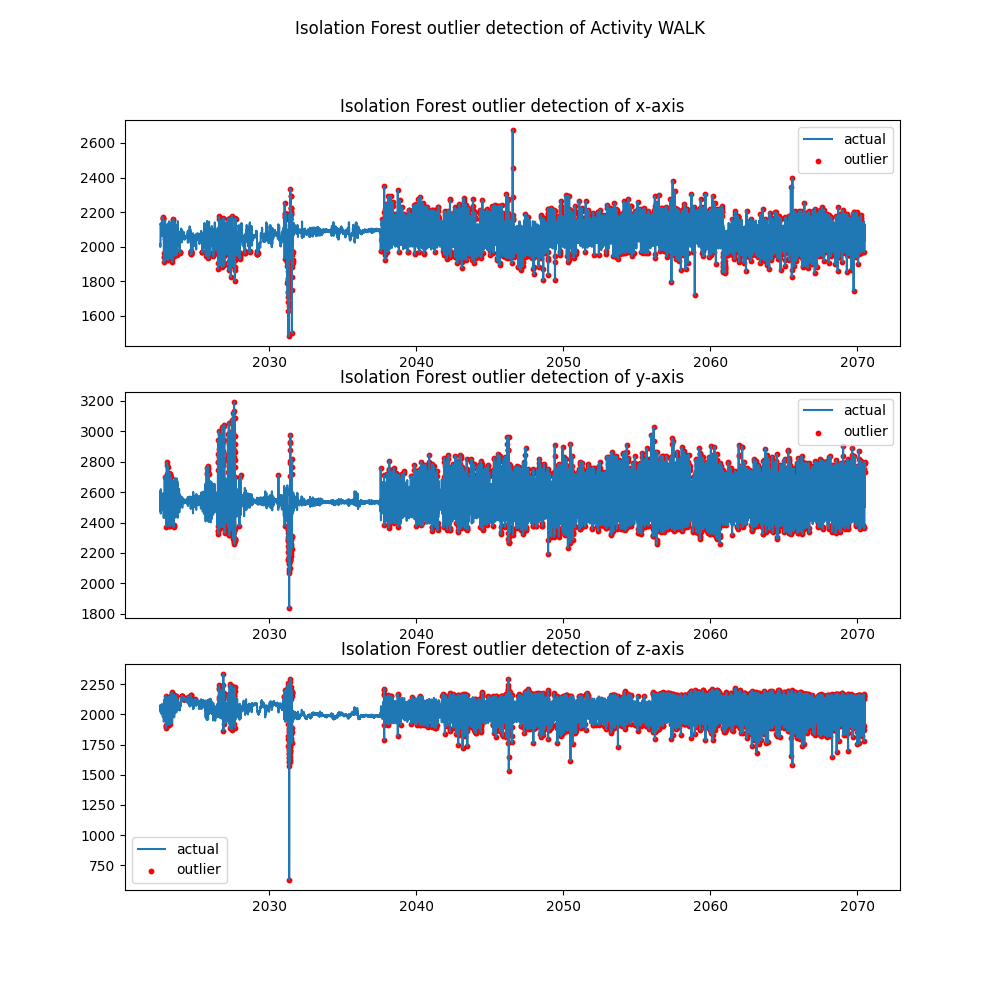 Isolation Forest outlier detection of Activity WALK
Isolation Forest outlier detection of x-axis
2600
2400
2200
2000
1800
1600
actual
outlier
2030 2040 2050 2060 2070
Isolation Forest outlier detection of y-axis
3200
3000
2800
2600
2400
2200
2000
1800
actual
outlier
2030 2040 2050 2060 2070
Isolation Forest outlier detection of z-axis
2250
2000
1750
1500
1250
1000
750
actual
outlier
2030 2040 2050 2060 2070